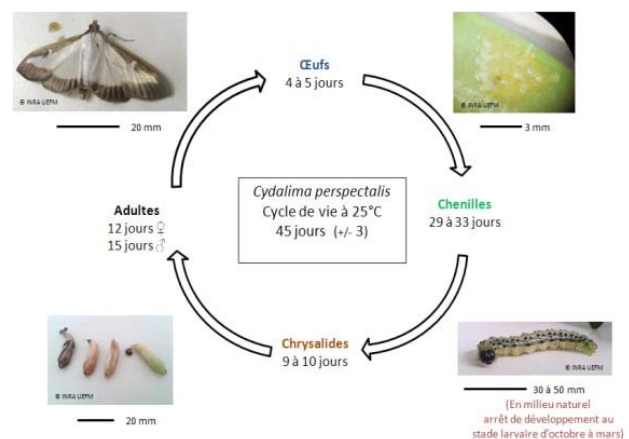 © INRA UEFM
20 mm
Œufs
4 à 5 jours
© INRA UEFM
3 mm
Cydalima perspectalis
Cycle de vie à 25°C
45 jours (+/- 3)
Adultes
12 jours ♀
15 jours ♂
Chenilles
29 à 33 jours
Chrysalides
9 à 10 jours
© INRA UEFM
20 mm
© INRA UEFM
30 à 50 mm
(En milieu naturel
arrêt de développement au
stade larvaire d'octobre à mars)